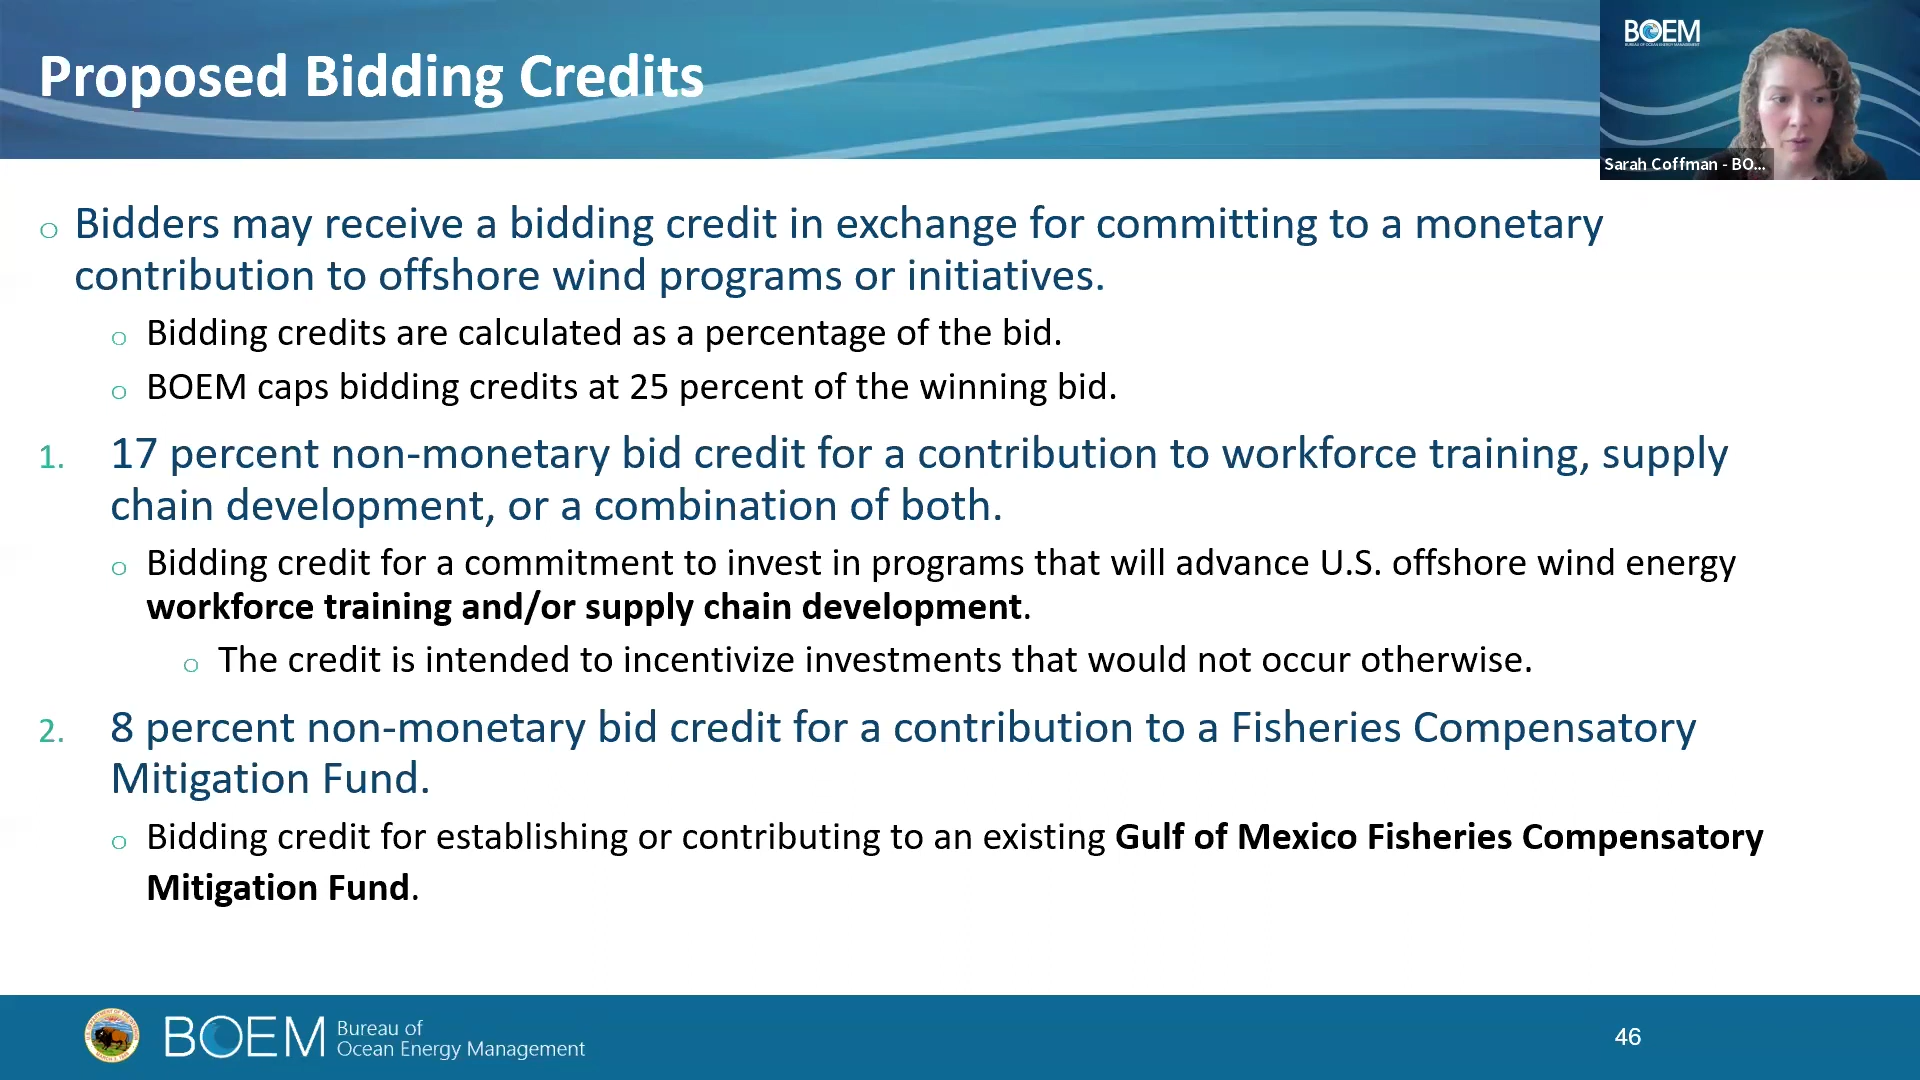 Proposed Bidding Credits
BOEM
Sarah Coffman - BO...
Bidders may receive a bidding credit in exchange for committing to a monetary
contribution to offshore wind programs or initiatives.
Bidding credits are calculated as a percentage of the bid.
BOEM caps bidding credits at 25 percent of the winning bid.
1. 17 percent non-monetary bid credit for a contribution to workforce training, supply
chain development, or a combination of both.
Bidding credit for a commitment to invest in programs that will advance U.S. offshore wind energy
workforce training and/or supply chain development.
The credit is intended to incentivize investments that would not occur otherwise.
2. 8 percent non-monetary bid credit for a contribution to a Fisheries Compensatory
Mitigation Fund.
Bidding credit for establishing or contributing to an existing Gulf of Mexico Fisheries Compensatory
Mitigation Fund.
BOEM
Bureau of
Ocean Energy Management
46